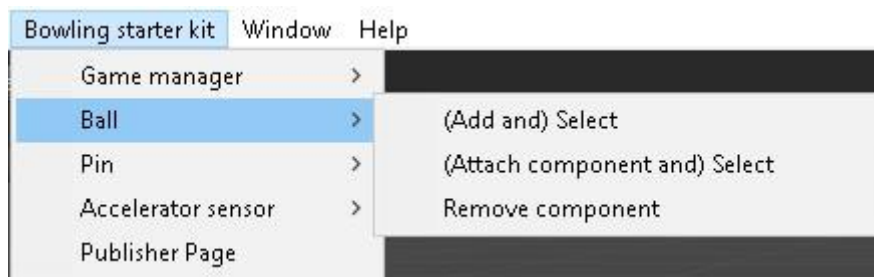 Bowling starter kit Window Help
Game manager
Ball
(Add and) Select
Pin
(Attach component and) Select
Accelerator sensor
Remove component
Publisher Page